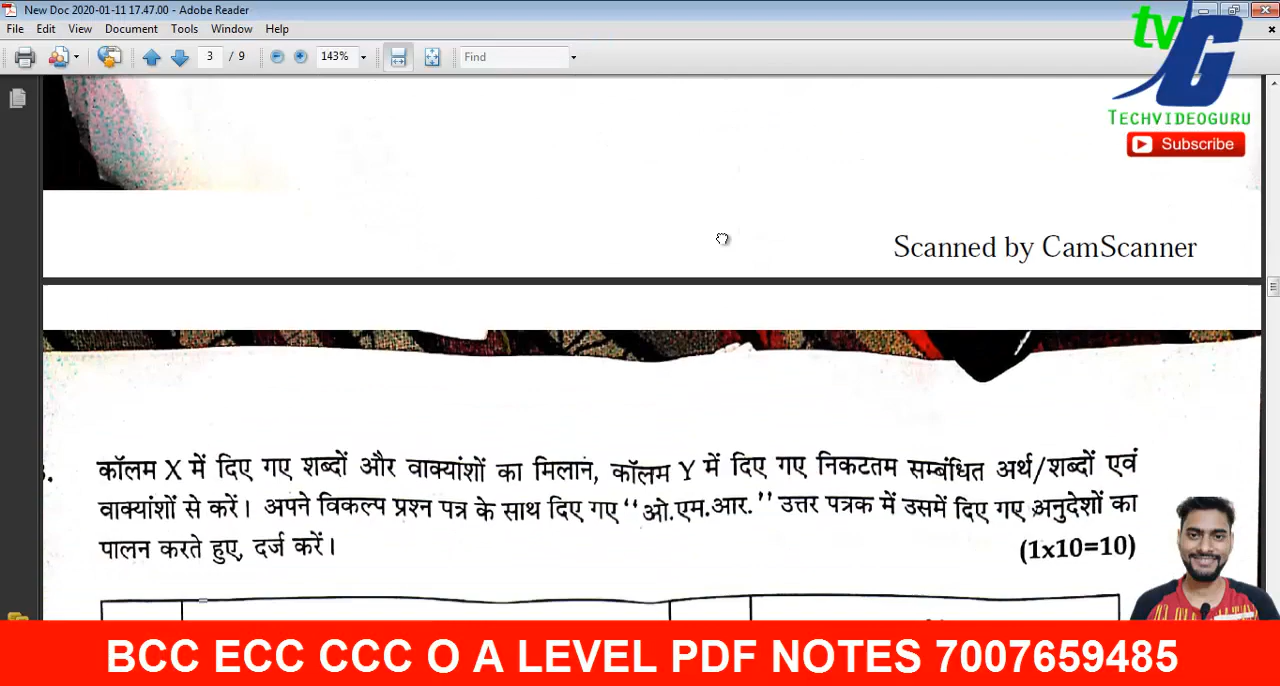 New Doc 2020-01-11 17.47.00 - Adobe Reader
File Edit View Document Tools Window Help
3 / 9 143% Find
tvG
TECHVIDEOGURU
Subscribe
Scanned by CamScanner
कॉलम X में दिए गए शब्दों और वाक्यांशों का मिलान, कॉलम Y में दिए गए निकटतम सम्बंधित अर्थ/शब्दों एवं
वाक्यांशों से करें। अपने विकल्प प्रश्न पत्र के साथ दिए गए “ओ.एम.आर.” उत्तर पत्रक में उसमें दिए गए अनुदेशों का
पालन करते हुए, दर्ज करें।
(1x10=10)
BCC ECC CCC O A LEVEL PDF NOTES 7007659485